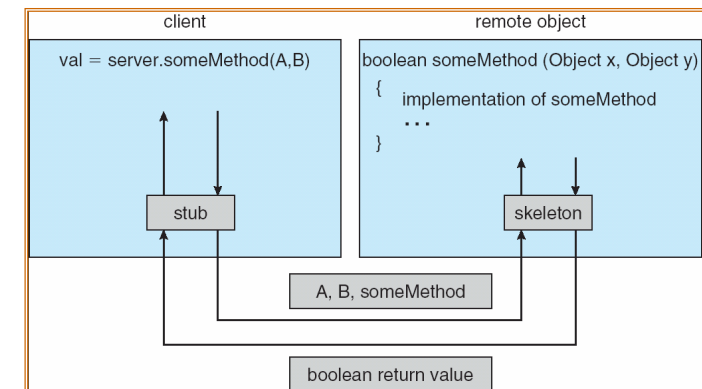 client
remote object
val = server.someMethod(A,B)
boolean someMethod (Object x, Object y)
{
implementation of someMethod
...
}
stub
skeleton
A, B, someMethod
boolean return value